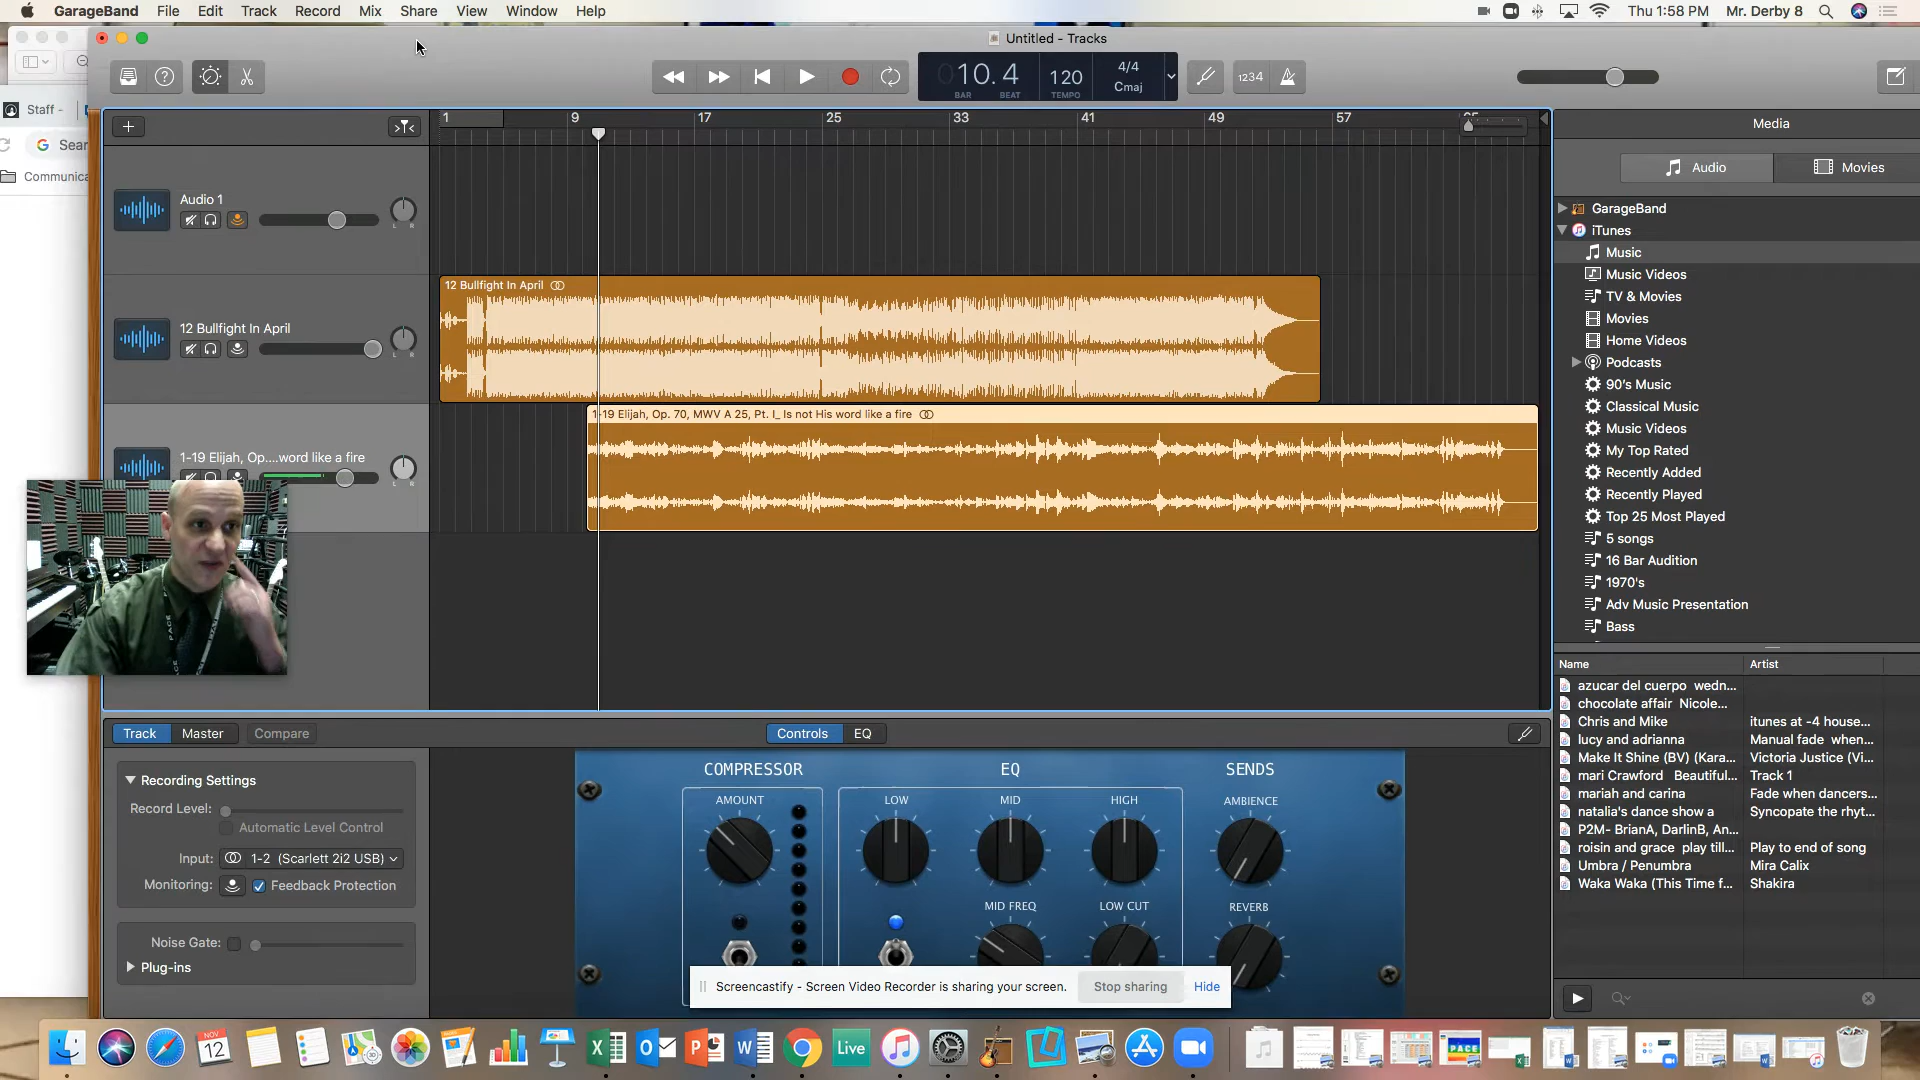 GarageBand File Edit Track Record Mix Share View Window Help
Thu 1:58 PM Mr. Derby 8
Untitled - Tracks
10.4 120 4/4 Cmaj
BAR BEAT TEMPO
1234
Staff -
Sear
Communica
1 9 17 25 33 41 49 57
Audio 1
L R
12 Bullfight In April
L R
1-19 Elijah, Op....word like a fire
L R
12 Bullfight In April
1-19 Elijah, Op. 70, MWV A 25, Pt. I_ Is not His word like a fire
Media
Audio Movies
GarageBand
iTunes
Music
Music Videos
TV & Movies
Movies
Home Videos
Podcasts
90's Music
Classical Music
Music Videos
My Top Rated
Recently Added
Recently Played
Top 25 Most Played
5 songs
16 Bar Audition
1970's
Adv Music Presentation
Bass
Name Artist
azucar del cuerpo wedn...
chocolate affair Nicole...
Chris and Mike itunes at -4 house...
lucy and adrianna Manual fade when...
Make It Shine (BV) (Kara... Victoria Justice (Vi...
mari Crawford Beautiful... Track 1
mariah and carina Fade when dancers...
natalia's dance show a Syncopate the rhyt...
P2M- BrianA, DarlinB, An...
roisin and grace play till... Play to end of song
Umbra / Penumbra Mira Calix
Waka Waka (This Time f... Shakira
Track Master Compare
Controls EQ
Recording Settings
Record Level:
Automatic Level Control
Input: 1-2 (Scarlett 2i2 USB)
Monitoring: Feedback Protection
Noise Gate:
Plug-ins
COMPRESSOR EQ SENDS
AMOUNT LOW MID HIGH AMBIENCE
MID FREQ LOW CUT REVERB
Screencastify - Screen Video Recorder is sharing your screen. Stop sharing Hide
NOV
12
Live
PACE